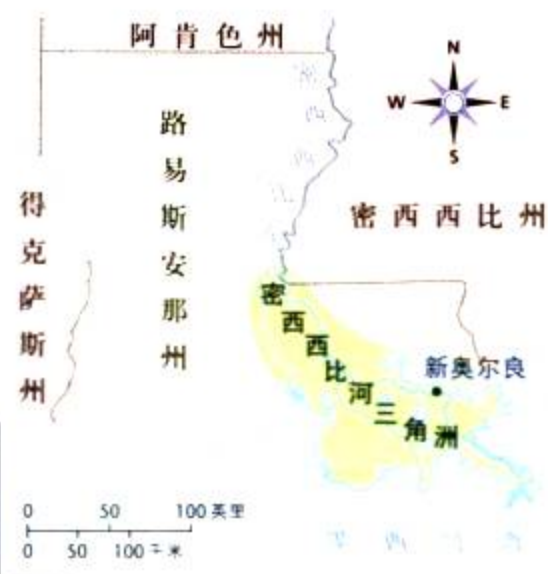 阿肯色州
N
W E
S
路易斯安那州
得克萨斯州
密西西比州
密西西比河三角洲
新奥尔良
0 50 100 英里
0 50 100 千米